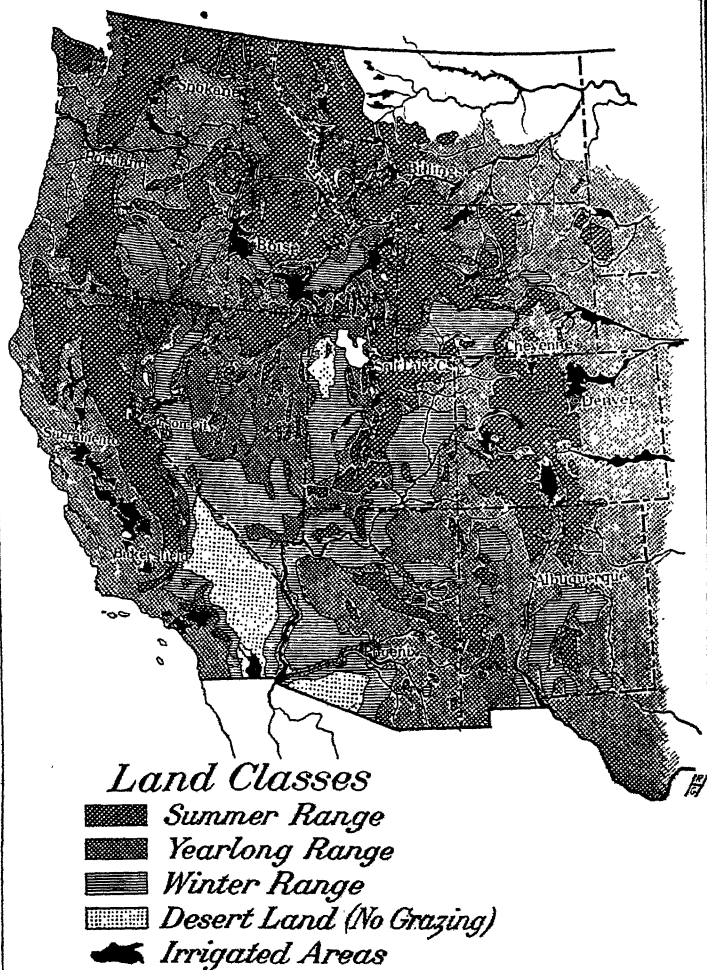 Spokane
Portland
Billings
Boise
Cheyenne
Salt Lake C.
Denver
Sacramento
Bakersfield
Albuquerque
Phoenix
Land Classes
Summer Range
Yearlong Range
Winter Range
Desert Land (No Grazing)
Irrigated Areas